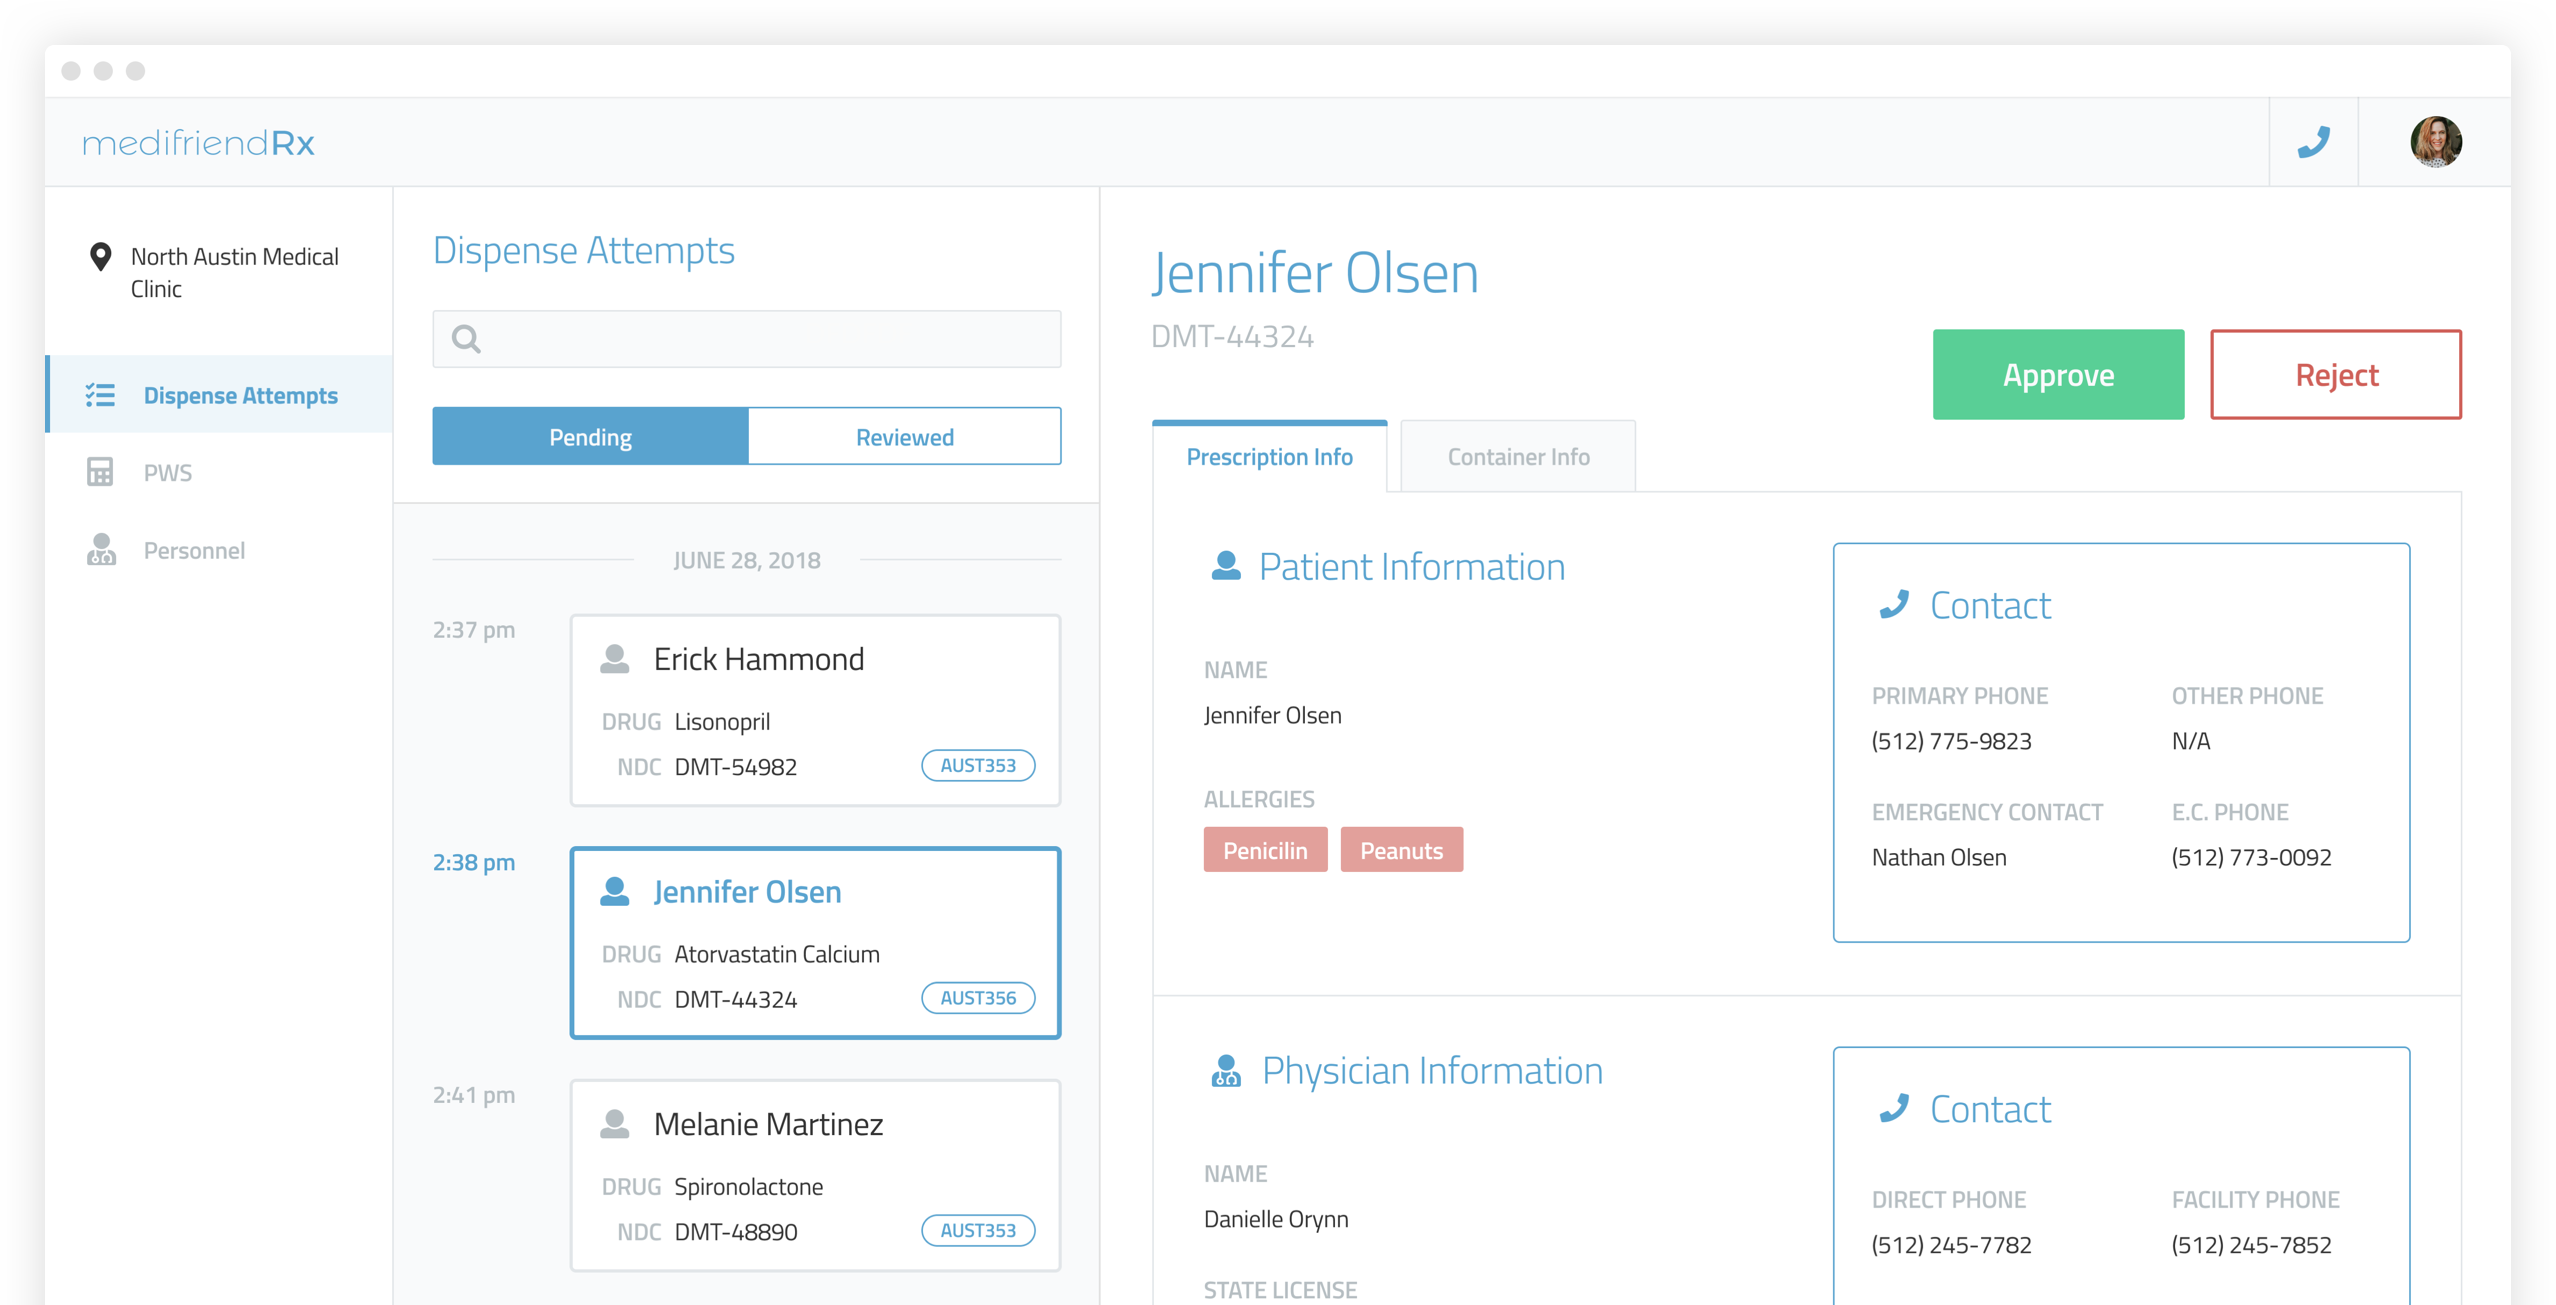 medifriendRx
North Austin Medical
Clinic
Dispense Attempts
PWS
Personnel
Dispense Attempts
Pending
Reviewed
JUNE 28, 2018
2:37 pm
Erick Hammond
DRUG Lisonopril
NDC DMT-54982
AUST353
2:38 pm
Jennifer Olsen
DRUG Atorvastatin Calcium
NDC DMT-44324
AUST356
2:41 pm
Melanie Martinez
DRUG Spironolactone
NDC DMT-48890
AUST353
Jennifer Olsen
DMT-44324
Approve
Reject
Prescription Info
Container Info
Patient Information
NAME
Jennifer Olsen
ALLERGIES
Penicilin
Peanuts
Contact
PRIMARY PHONE
(512) 775-9823
OTHER PHONE
N/A
EMERGENCY CONTACT
Nathan Olsen
E.C. PHONE
(512) 773-0092
Physician Information
NAME
Danielle Orynn
STATE LICENSE
Contact
DIRECT PHONE
(512) 245-7782
FACILITY PHONE
(512) 245-7852